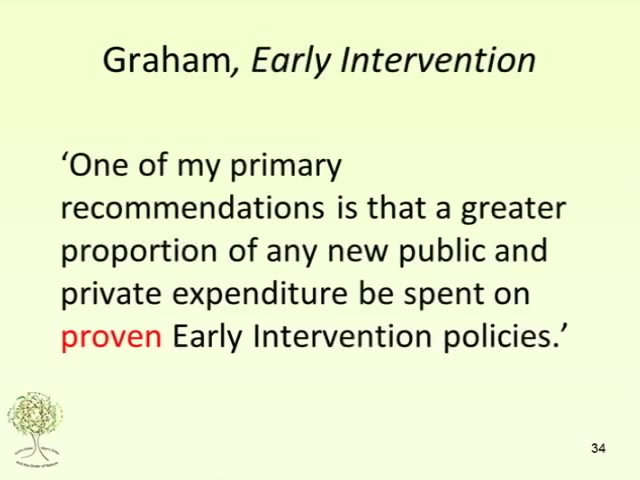 Graham, Early Intervention
‘One of my primary
recommendations is that a greater
proportion of any new public and
private expenditure be spent on
proven Early Intervention policies.’
34